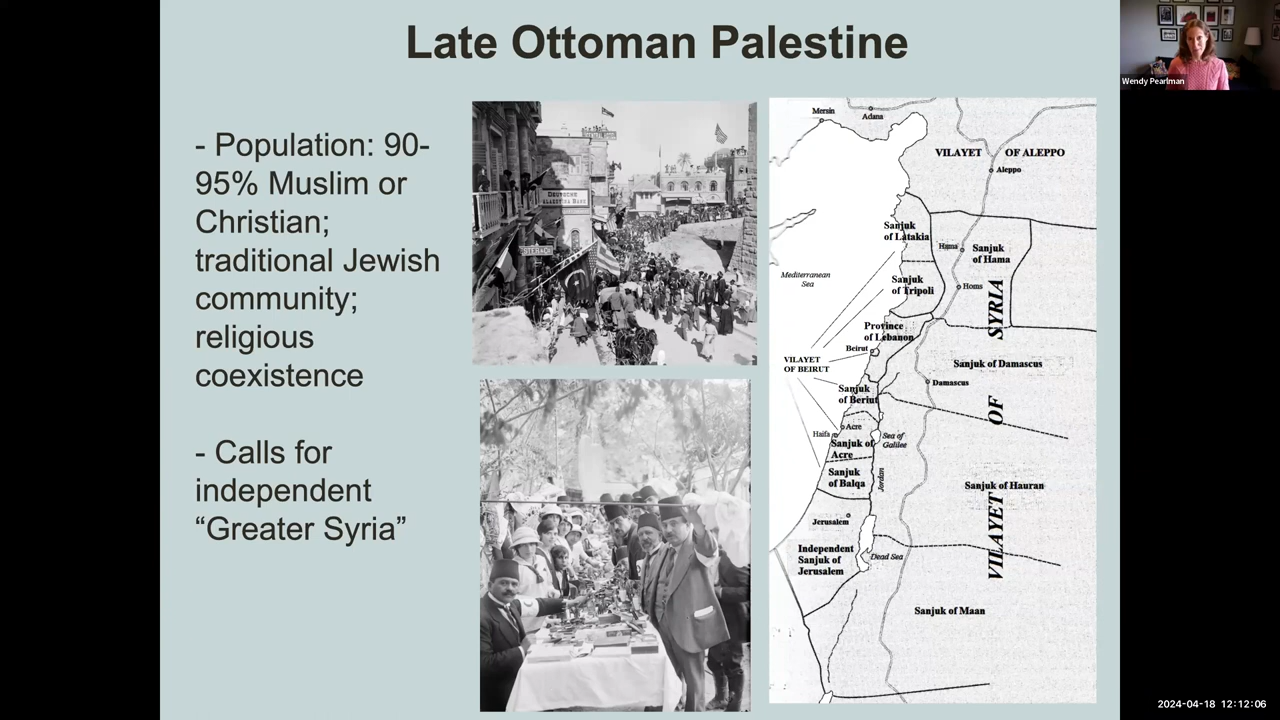 Late Ottoman Palestine
- Population: 90-
95% Muslim or
Christian;
traditional Jewish
community;
religious
coexistence
- Calls for
independent
“Greater Syria”
DEUTSCHE
PALÄSTINA BANK
Mersin
Adana
VILAYET OF ALEPPO
Aleppo
Sanjuk
of Latakia
Hama
Sanjuk
of Hama
Mediterranean
Sea
Sanjuk
of Tripoli
Homs
Province
of Lebanon
Beirut
VILAYET
OF BEIRUT
Sanjuk of Damascus
Damascus
Sanjuk
of Beriut
Acre
Haifa
Sea of
Galilee
Sanjuk of
Acre
Sanjuk
of Balqa
Jordan
Sanjuk of Hauran
Jerusalem
Independent
Sanjuk of
Jerusalem
Dead Sea
Sanjuk of Maan
VILAYET OF SYRIA
Wendy Pearlman
2024-04-18 12:12:06